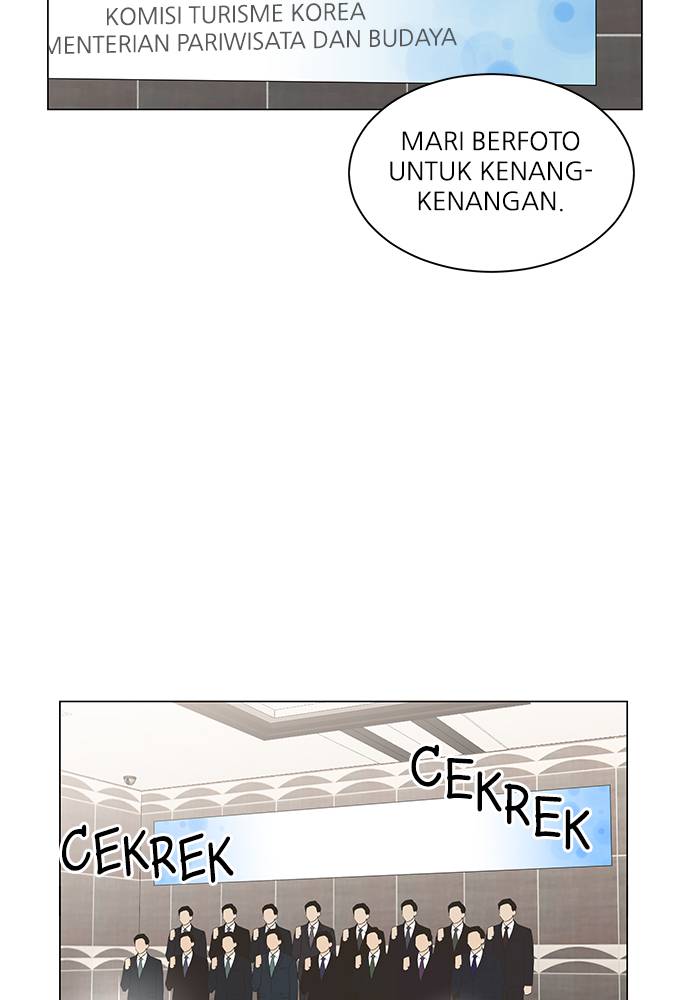 KOMISI TURISME KOREA
MENTERIAN PARIWISATA DAN BUDAYA
MARI BERFOTO
UNTUK KENANG-
KENANGAN.
CEKREK
CEKREK